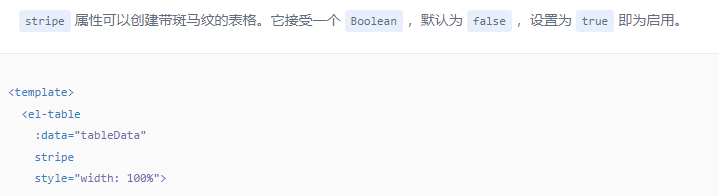 stripe 属性可以创建带斑马纹的表格。它接受一个 Boolean ，默认为 false ，设置为 true 即为启用。
<template>
<el-table
:data="tableData"
stripe
style="width: 100%">